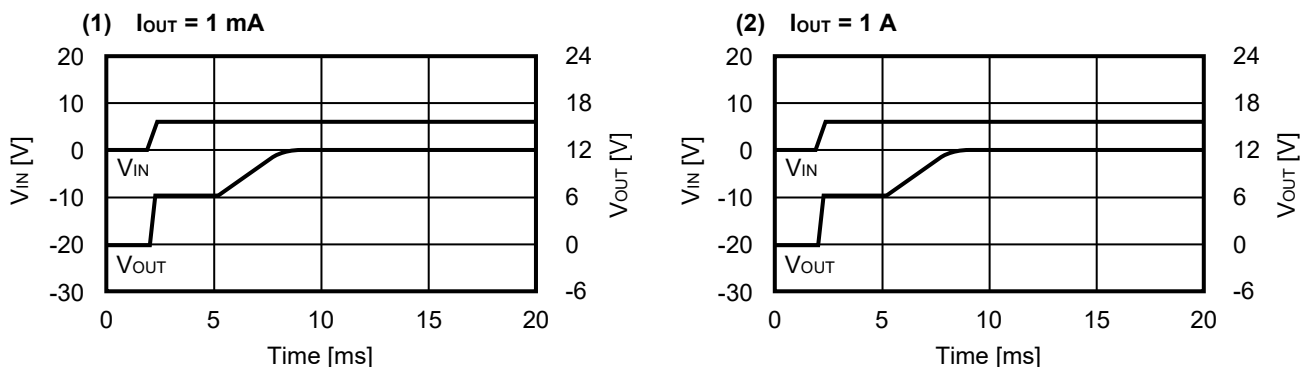 (1) IOUT = 1 mA
20
10
0
-10
-20
-30
VIN [V]
24
18
12
6
0
-6
VOUT [V]
VIN
VOUT
0 5 10 15 20
Time [ms]
(2) IOUT = 1 A
20
10
0
-10
-20
-30
VIN [V]
24
18
12
6
0
-6
VOUT [V]
VIN
VOUT
0 5 10 15 20
Time [ms]